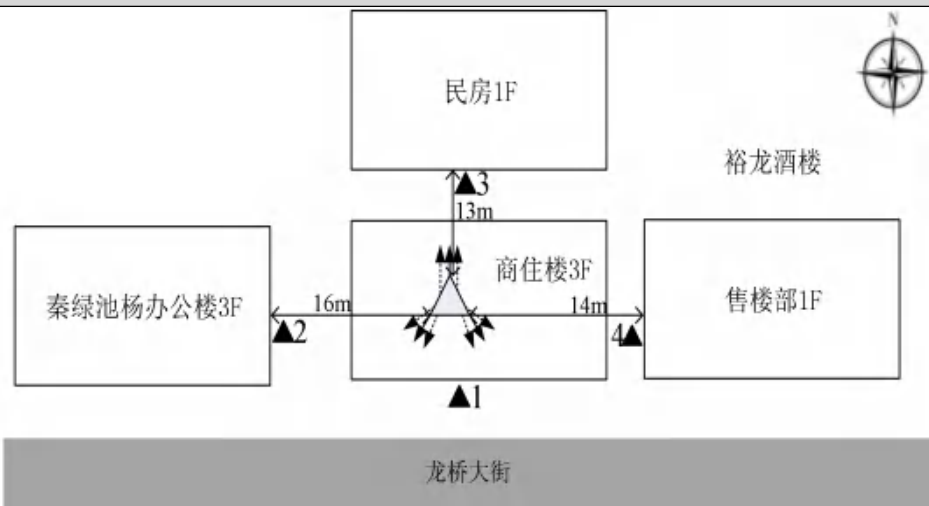 N
民房1F
裕龙酒楼
▲3
13m
商住楼3F
秦绿池杨办公楼3F
售楼部1F
16m
14m
▲2
4▲
▲1
龙桥大街